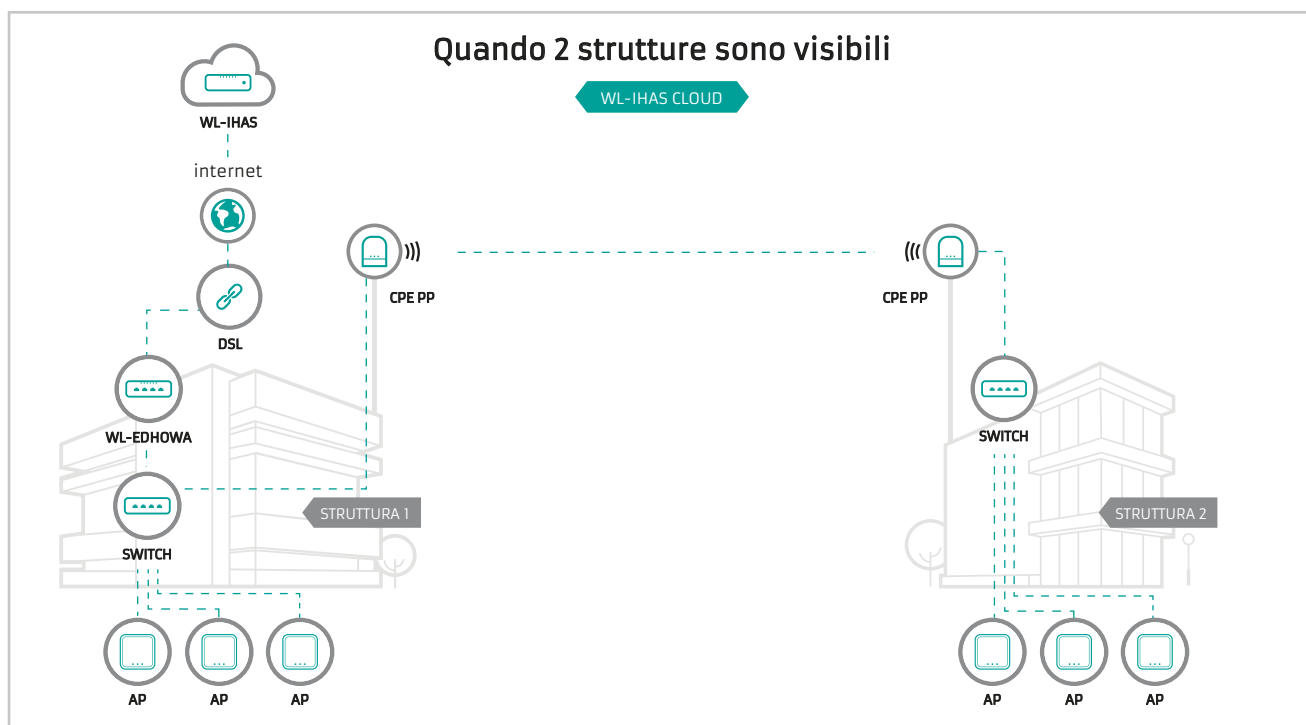 Quando 2 strutture sono visibili
WL-IHAS CLOUD
WL-IHAS
internet
CPE PP
CPE PP
DSL
WL-EDHOWA
SWITCH
STRUTTURA 1
STRUTTURA 2
SWITCH
AP
AP
AP
AP
AP
AP